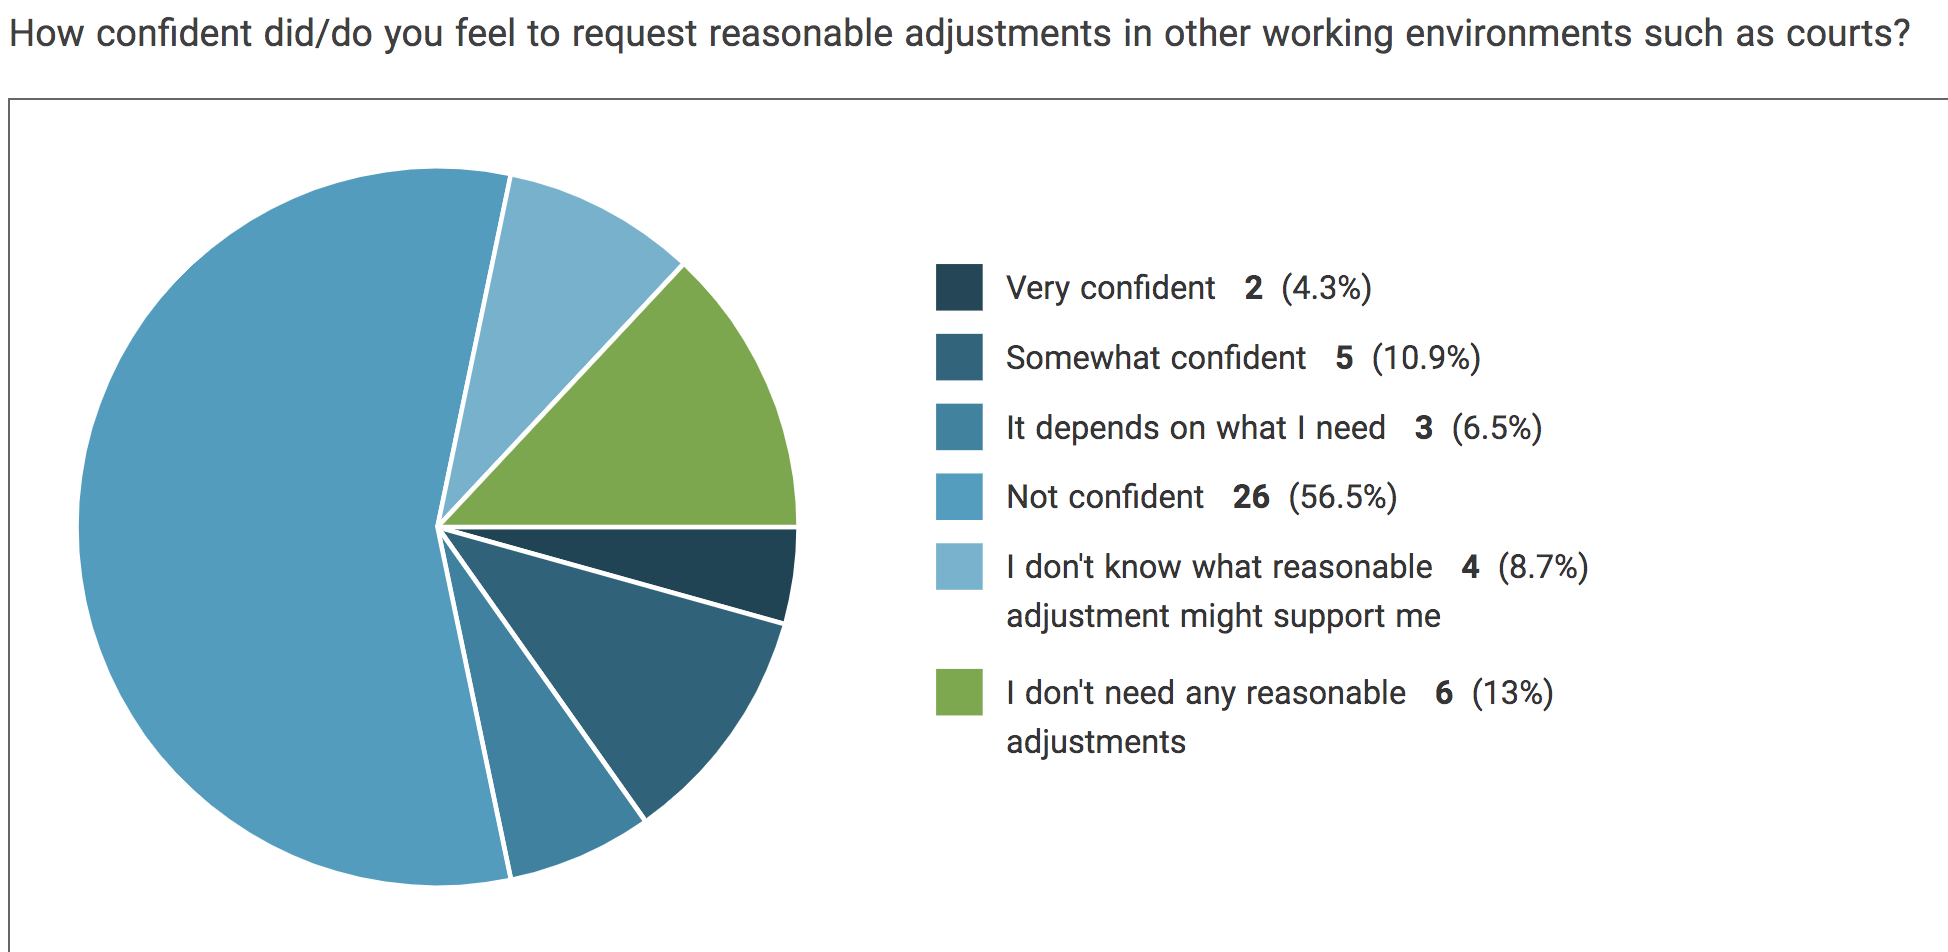 How confident did/do you feel to request reasonable adjustments in other working environments such as courts?
Very confident 2 (4.3%)
Somewhat confident 5 (10.9%)
It depends on what I need 3 (6.5%)
Not confident 26 (56.5%)
I don't know what reasonable 4 (8.7%)
adjustment might support me
I don't need any reasonable 6 (13%)
adjustments